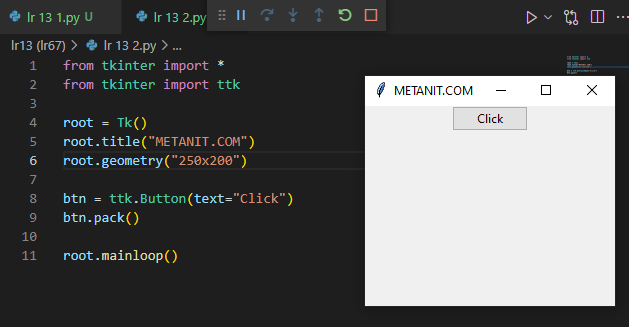 lr 13 1.py U
lr 13 2.py
lr13 (lr67) > lr 13 2.py > ...
1 from tkinter import *
2 from tkinter import ttk
3
4 root = Tk()
5 root.title("METANIT.COM")
6 root.geometry("250x200")
7
8 btn = ttk.Button(text="Click")
9 btn.pack()
10
11 root.mainloop()
METANIT.COM
Click